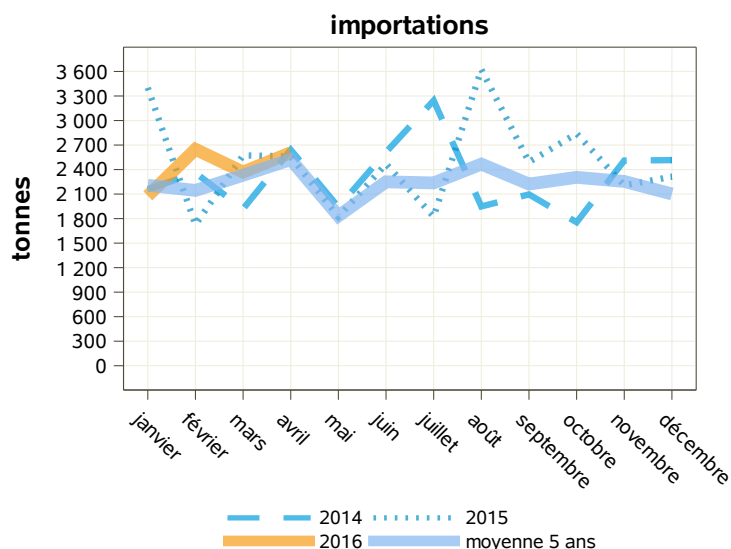 importations
tonnes
3 600
3 300
3 000
2 700
2 400
2 100
1 800
1 500
1 200
900
600
300
0
janvier
février
mars
avril
mai
juin
juillet
août
septembre
octobre
novembre
décembre
2014 2015
2016 moyenne 5 ans